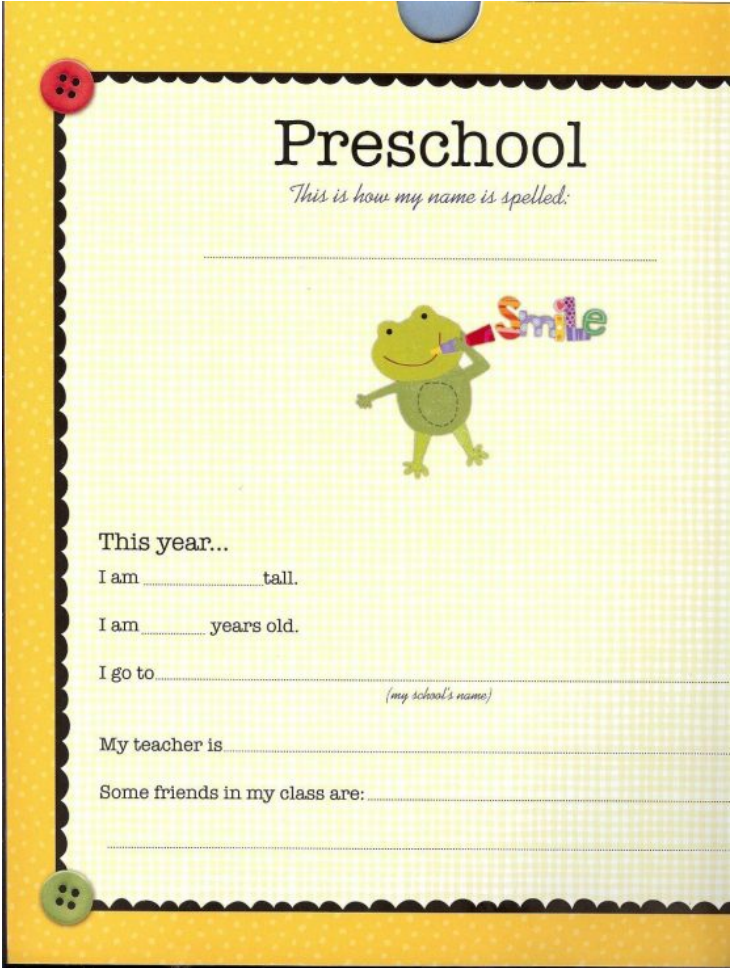 Preschool
This is how my name is spelled:
Smile
This year...
I am tall.
I am years old.
I go to
(my school's name)
My teacher is
Some friends in my class are: